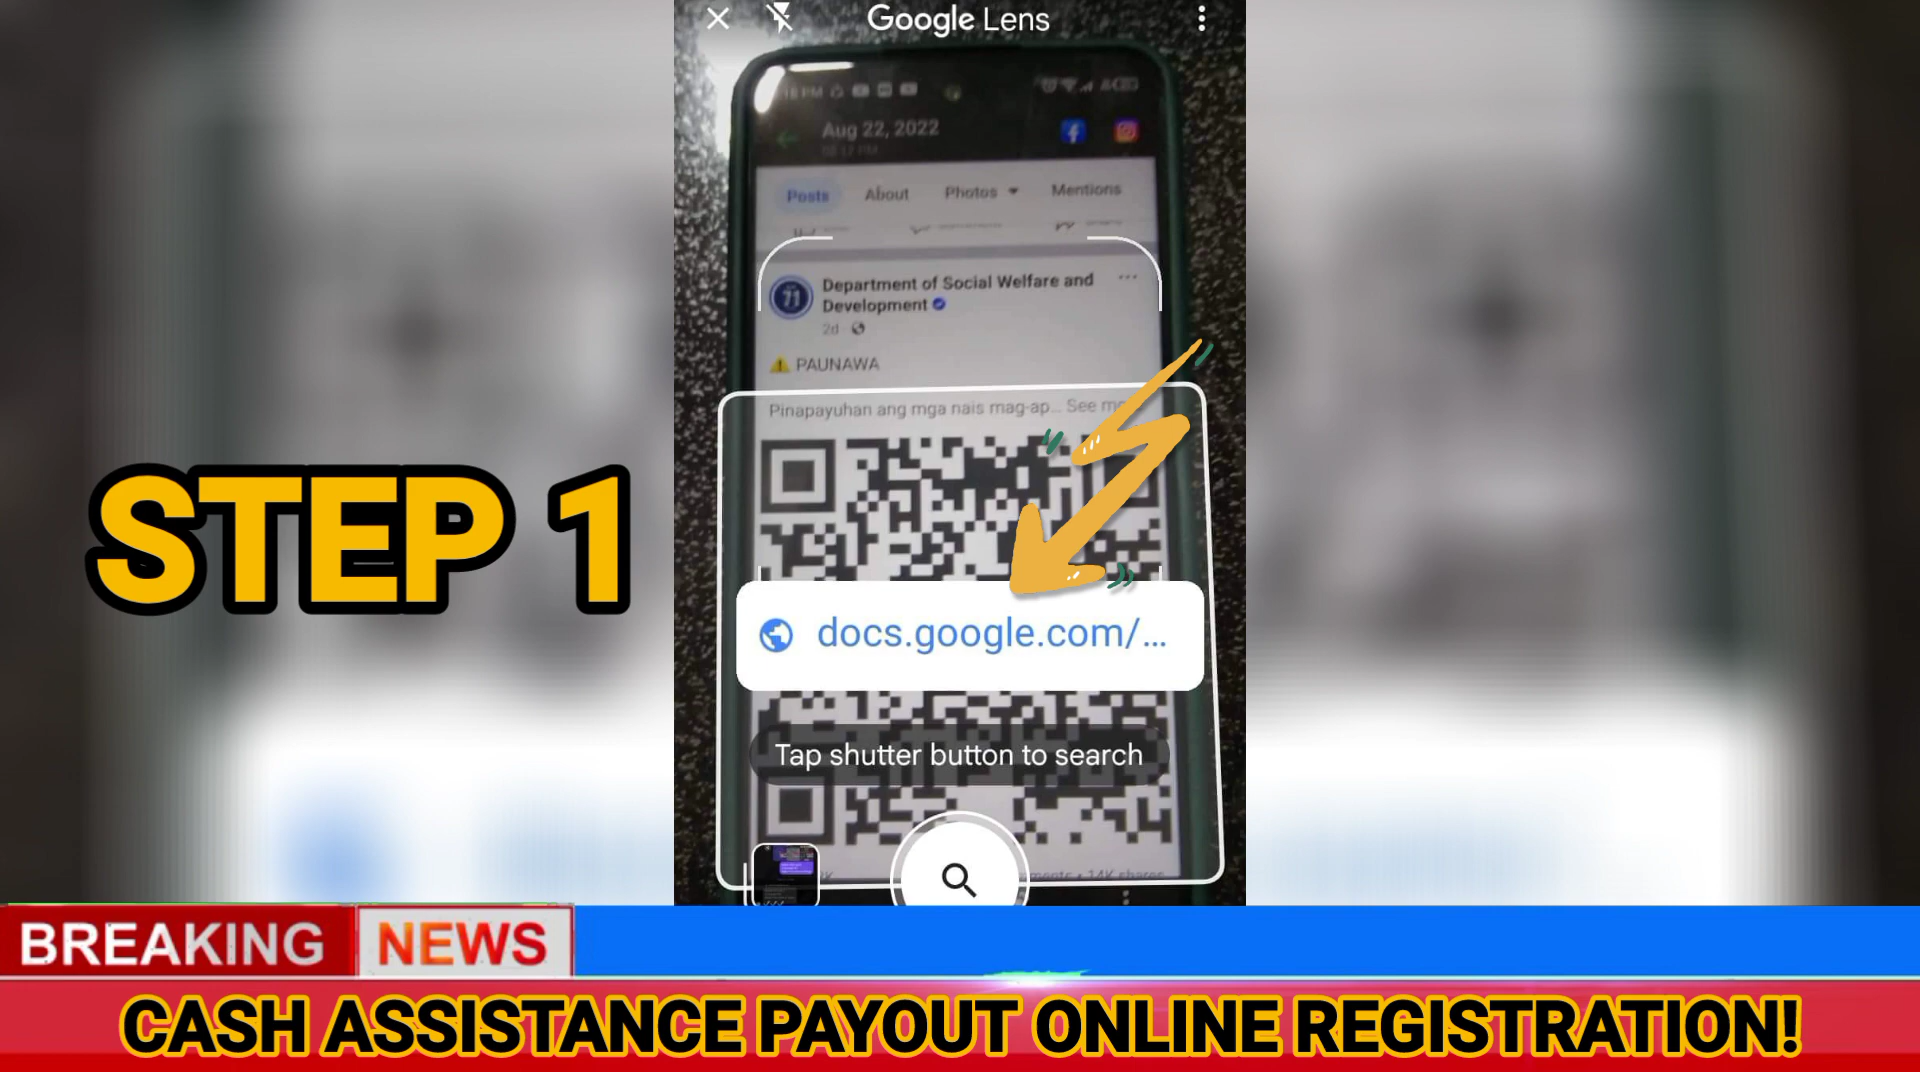 Google Lens
Aug 22, 2022
Posts About Photos Mentions
Department of Social Welfare and
Development
2d
PAUNAWA
Pinapayuhan ang mga nais mag-ap... See
STEP 1
docs.google.com/...
Tap shutter button to search
14K shares
BREAKING NEWS
CASH ASSISTANCE PAYOUT ONLINE REGISTRATION!